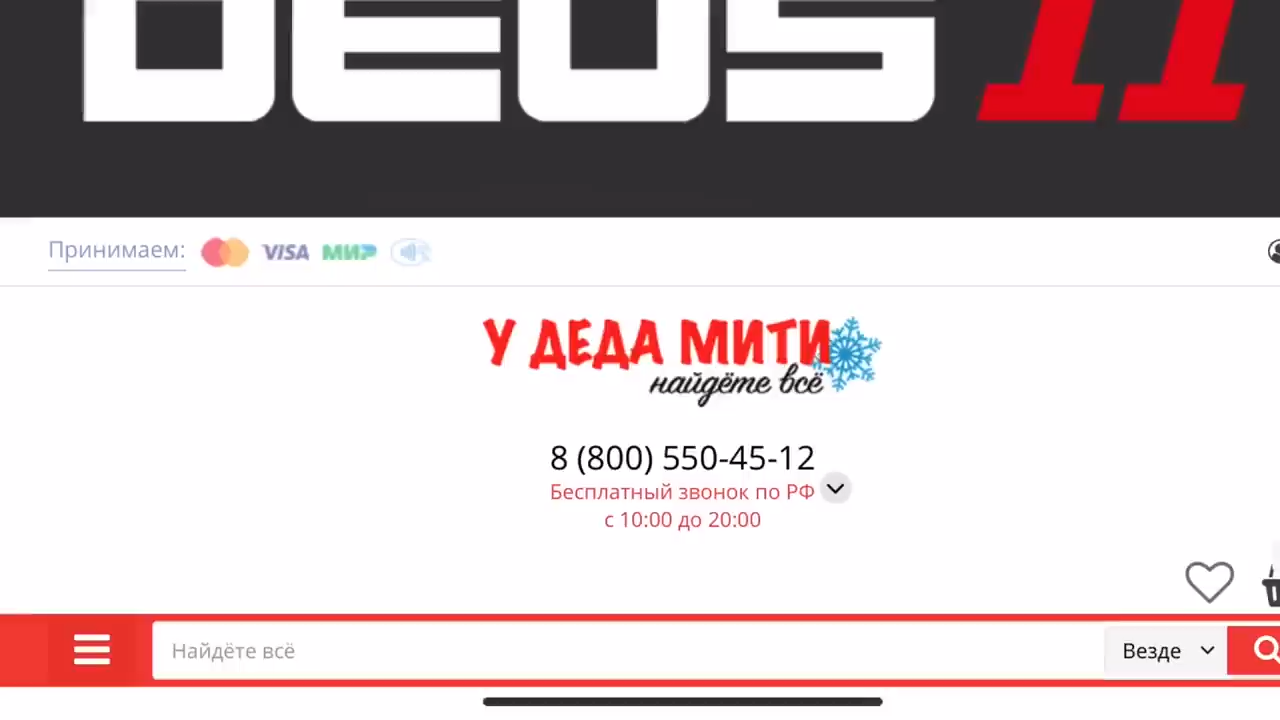 DEUS II
Принимаем: VISA МИР
У ДЕДА МИТИ
найдёте всё
8 (800) 550-45-12
Бесплатный звонок по РФ
с 10:00 до 20:00
Найдёте всё Везде